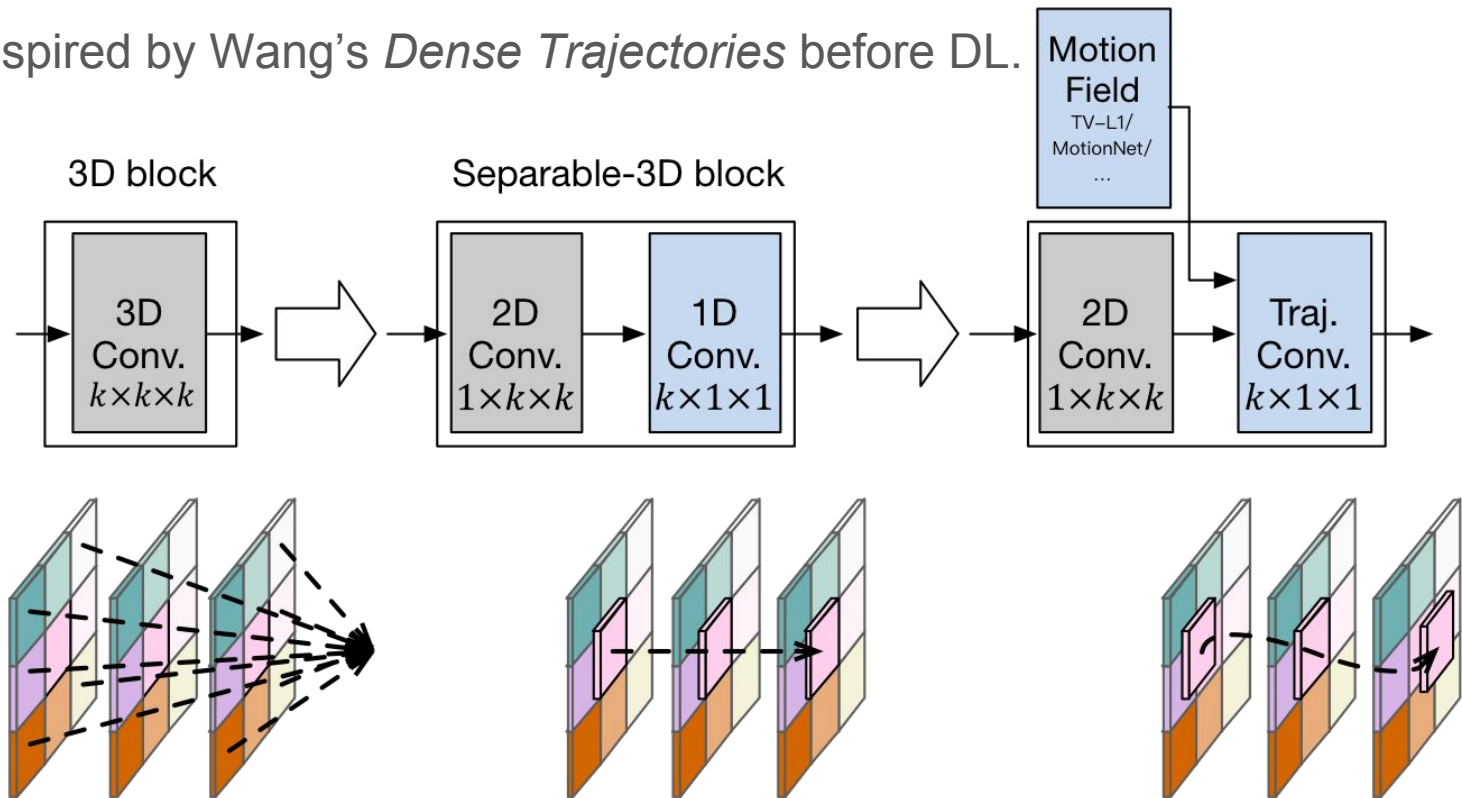 spired by Wang's Dense Trajectories before DL.
Motion
Field
TV–L1/
MotionNet/
...
3D block
Separable-3D block
3D
Conv.
k×k×k
2D
Conv.
1×k×k
1D
Conv.
k×1×1
2D
Conv.
1×k×k
Traj.
Conv.
k×1×1